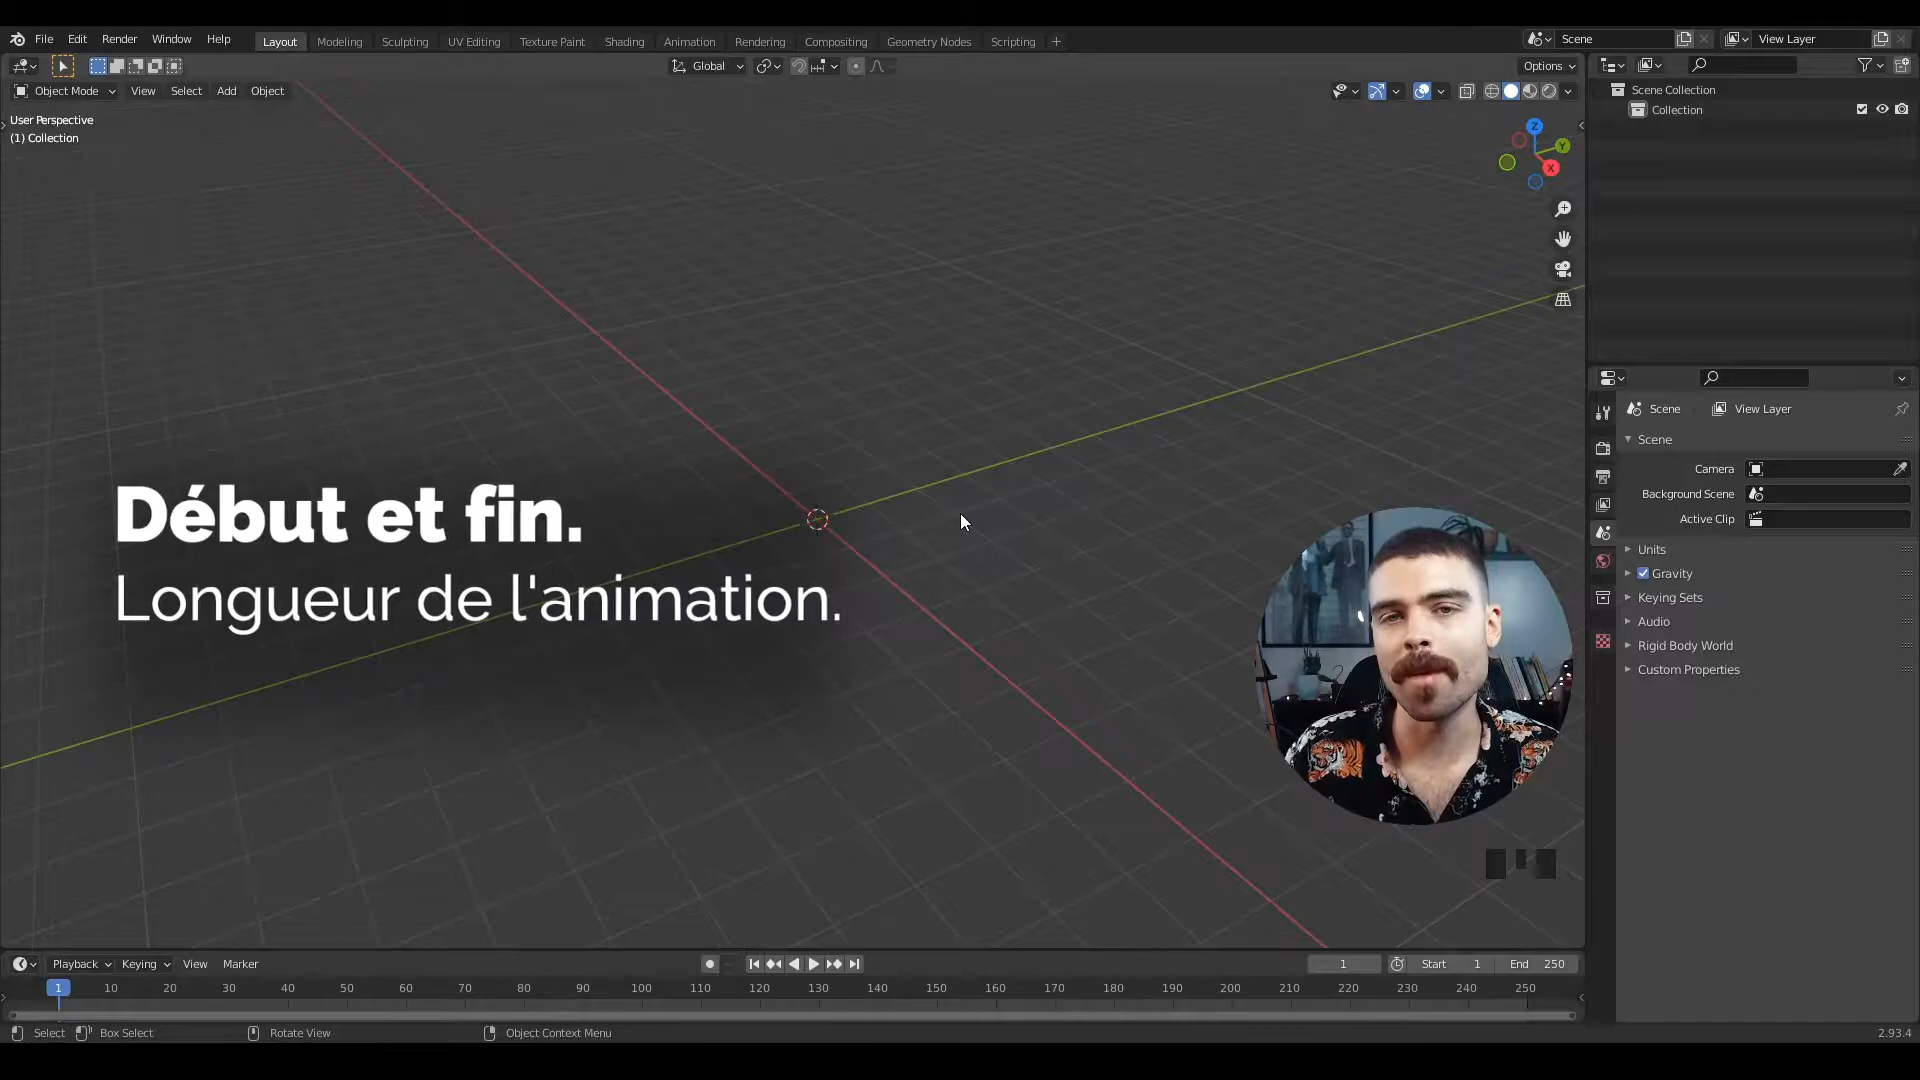 File Edit Render Window Help Layout Modeling Sculpting UV Editing Texture Paint Shading Animation Rendering Compositing Geometry Nodes Scripting + Scene View Layer
Global Options
Object Mode View Select Add Object
User Perspective
(1) Collection
Z
Y
X
Scene Collection
Collection
Scene View Layer
Scene
Camera
Background Scene
Active Clip
Units
Gravity
Keying Sets
Audio
Rigid Body World
Custom Properties
Début et fin.
Longueur de l'animation.
Playback Keying View Marker 1 Start 1 End 250
1 10 20 30 40 50 60 70 80 90 100 110 120 130 140 150 160 170 180 190 200 210 220 230 240 250
Select Box Select Rotate View Object Context Menu 2.93.4